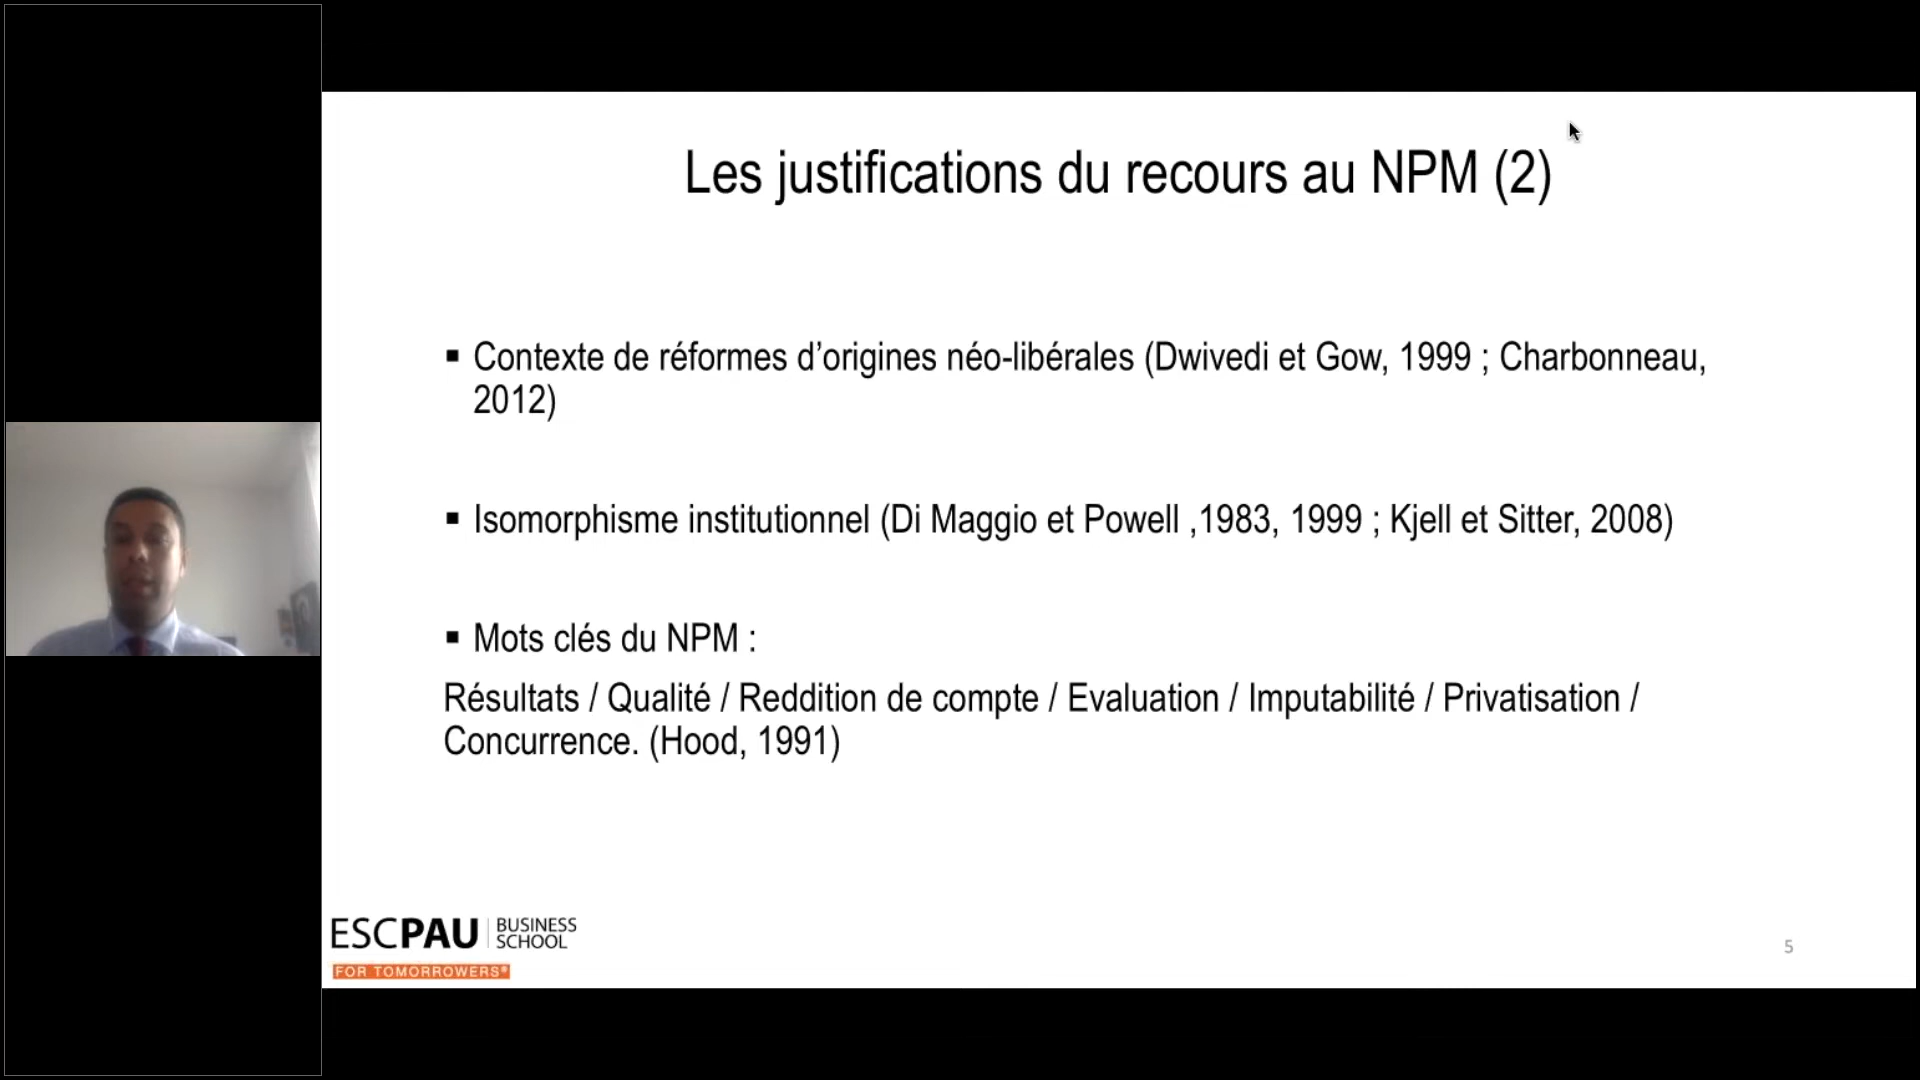 Les justifications du recours au NPM (2)
▪ Contexte de réformes d’origines néo-libérales (Dwivedi et Gow, 1999 ; Charbonneau,
2012)
▪ Isomorphisme institutionnel (Di Maggio et Powell ,1983, 1999 ; Kjell et Sitter, 2008)
▪ Mots clés du NPM :
Résultats / Qualité / Reddition de compte / Evaluation / Imputabilité / Privatisation /
Concurrence. (Hood, 1991)
ESCPAU BUSINESS SCHOOL
FOR TOMORROWERS®
5